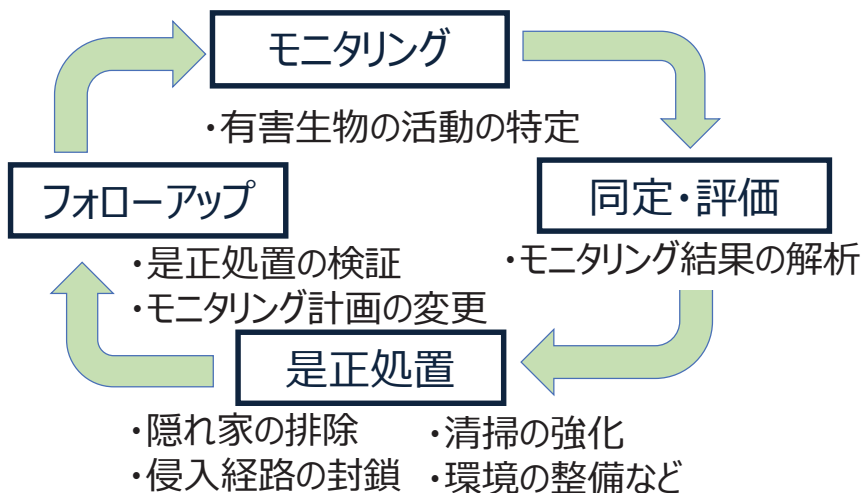 モニタリング
・有害生物の活動の特定
フォローアップ
同定・評価
・是正処置の検証
・モニタリング計画の変更
・モニタリング結果の解析
是正処置
・隠れ家の排除
・清掃の強化
・侵入経路の封鎖
・環境の整備など